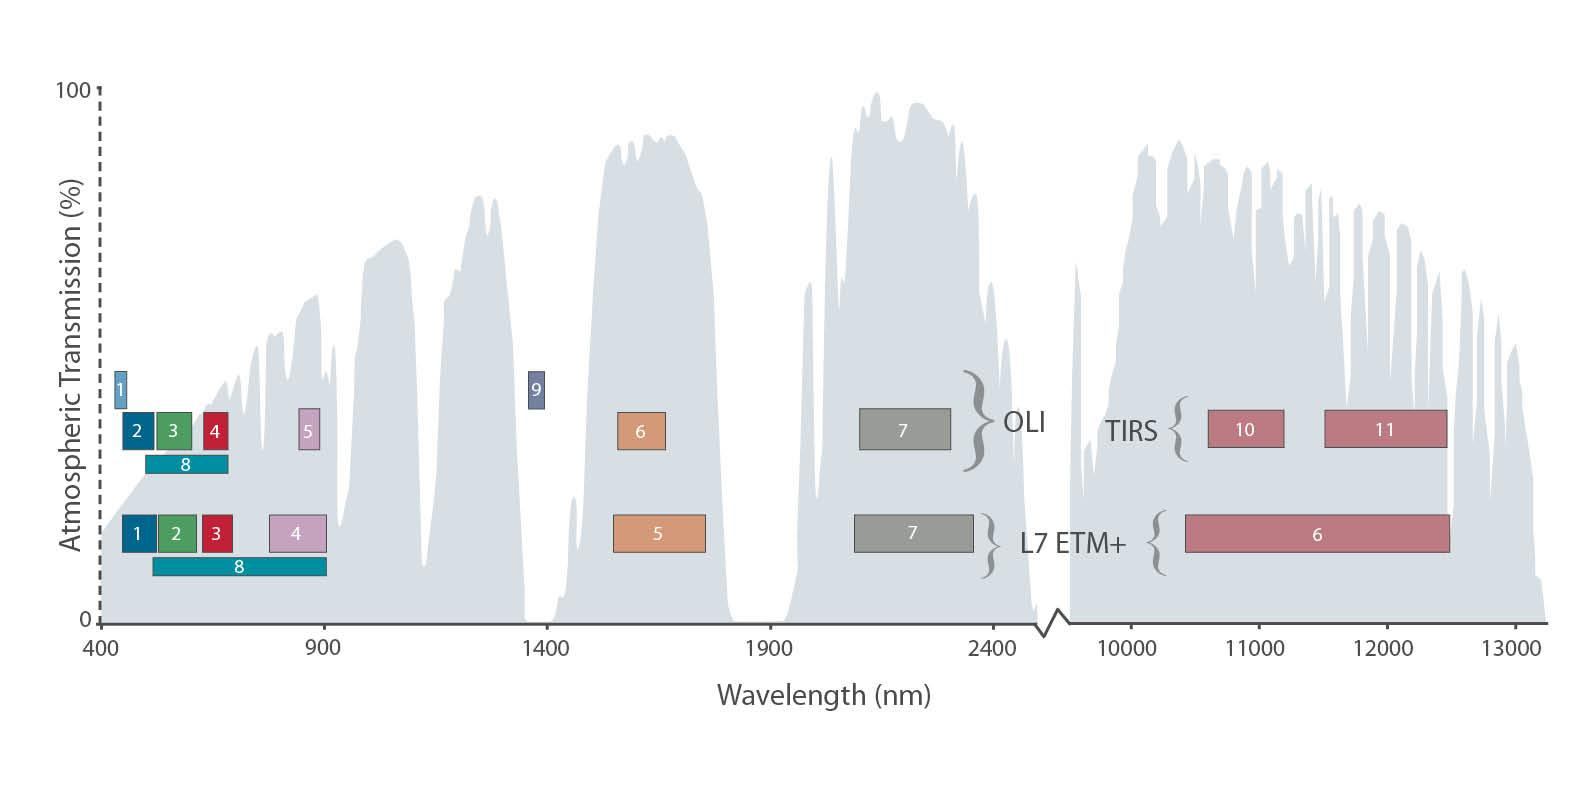 100
Atmospheric Transmission (%)
1
9
2 3 4 5 6 7 OLI TIRS 10 11
8
1 2 3 4 5 7 L7 ETM+ 6
8
0
400 900 1400 1900 2400 10000 11000 12000 13000
Wavelength (nm)